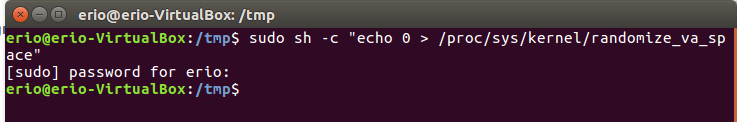 erio@erio-VirtualBox: /tmp
erio@erio-VirtualBox:/tmp$ sudo sh -c "echo 0 > /proc/sys/kernel/randomize_va_sp
ace"
[sudo] password for erio:
erio@erio-VirtualBox:/tmp$